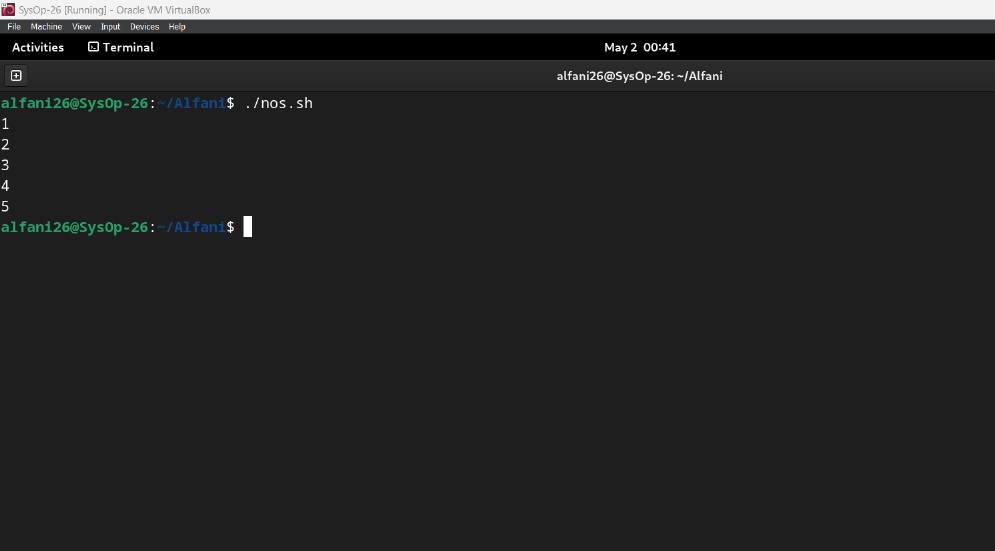 SysOp-26 [Running] - Oracle VM VirtualBox
File Machine View Input Devices Help
Activities Terminal May 2 00:41
alfani26@SysOp-26: ~/Alfani
alfani26@SysOp-26:~/Alfani$ ./nos.sh
1
2
3
4
5
alfani26@SysOp-26:~/Alfani$